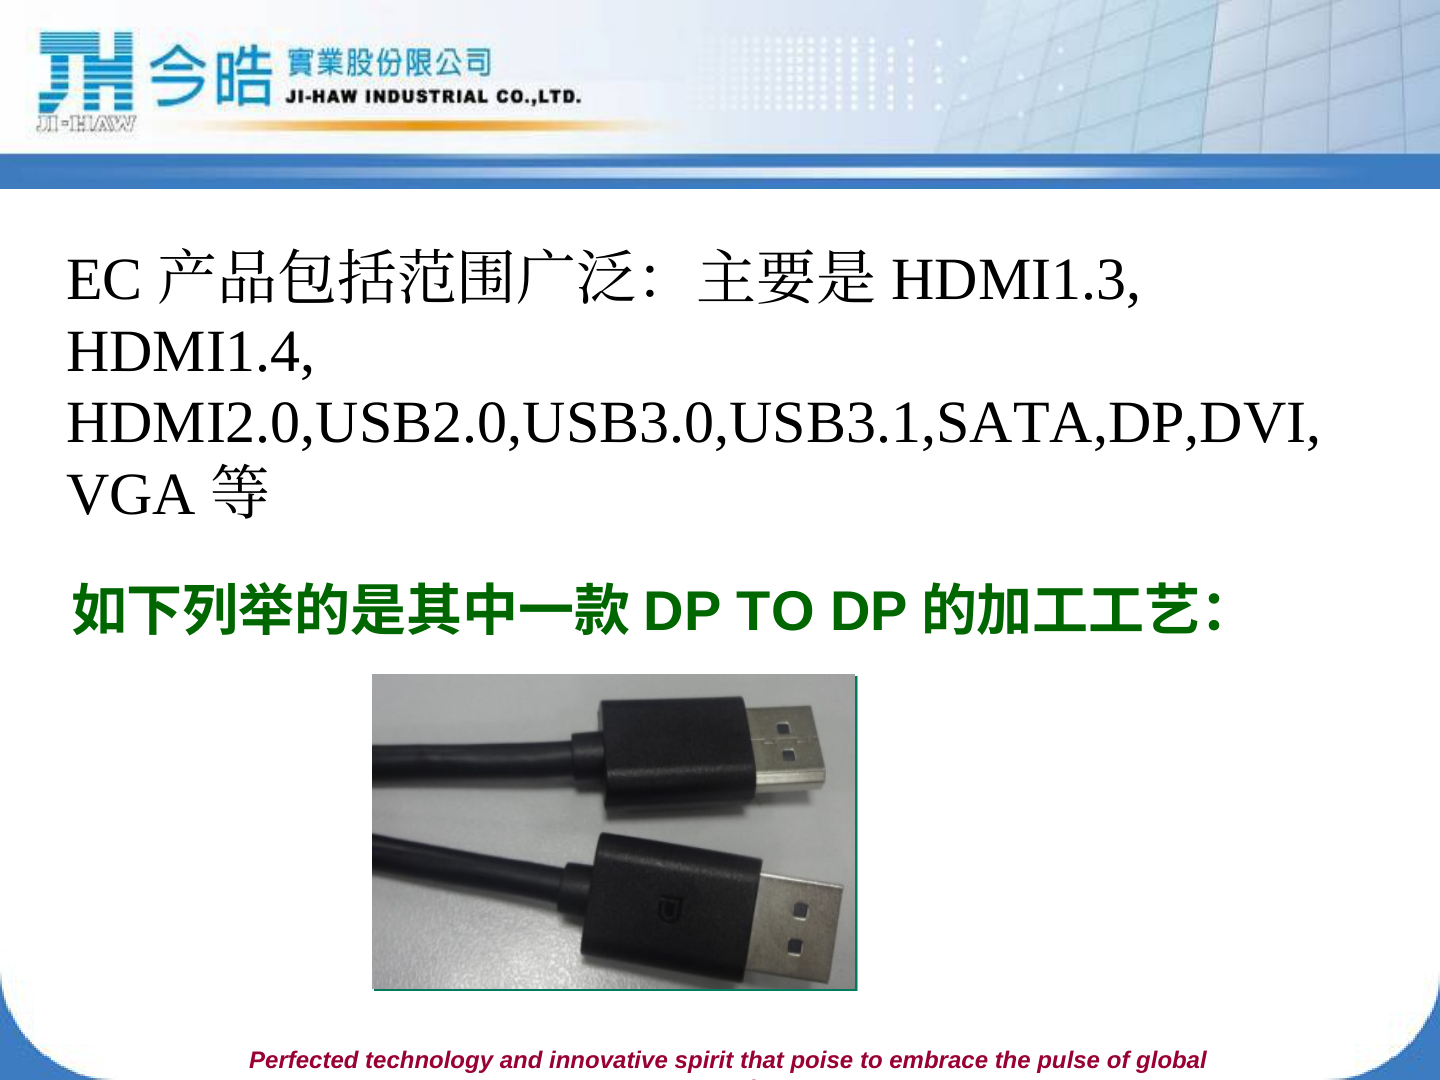 JI-HAW
今皓
實業股份限公司
JI-HAW INDUSTRIAL CO.,LTD.
EC 产品包括范围广泛：主要是 HDMI1.3,
HDMI1.4,
HDMI2.0,USB2.0,USB3.0,USB3.1,SATA,DP,DVI,
VGA 等
如下列举的是其中一款 DP TO DP 的加工工艺：
Perfected technology and innovative spirit that poise to embrace the pulse of global